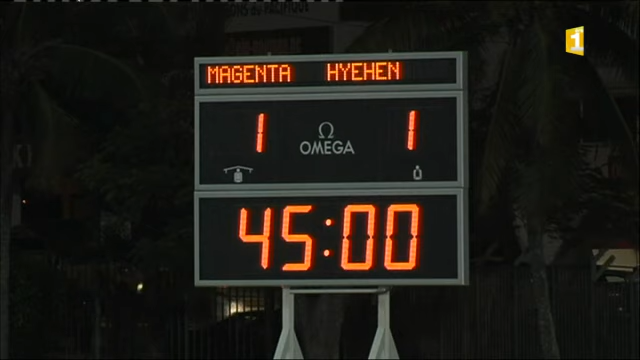 1
MAGENTA HYEHEN
1 1
Ω
OMEGA
45:00